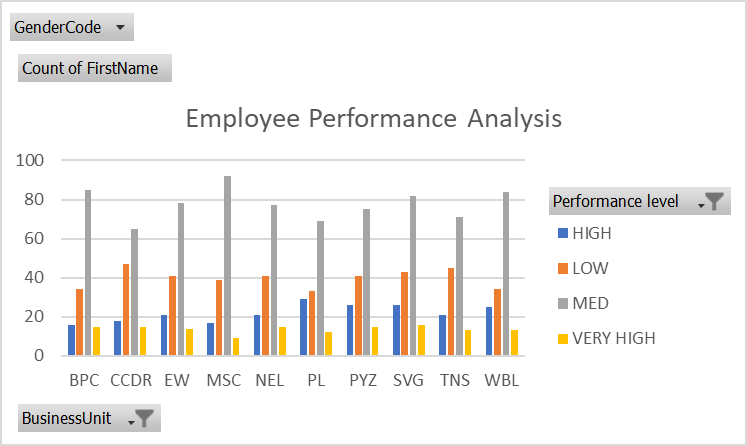 GenderCode
Count of FirstName
Employee Performance Analysis
100
80
60
40
20
0
BPC CCDR EW MSC NEL PL PYZ SVG TNS WBL
Performance level
HIGH
LOW
MED
VERY HIGH
BusinessUnit